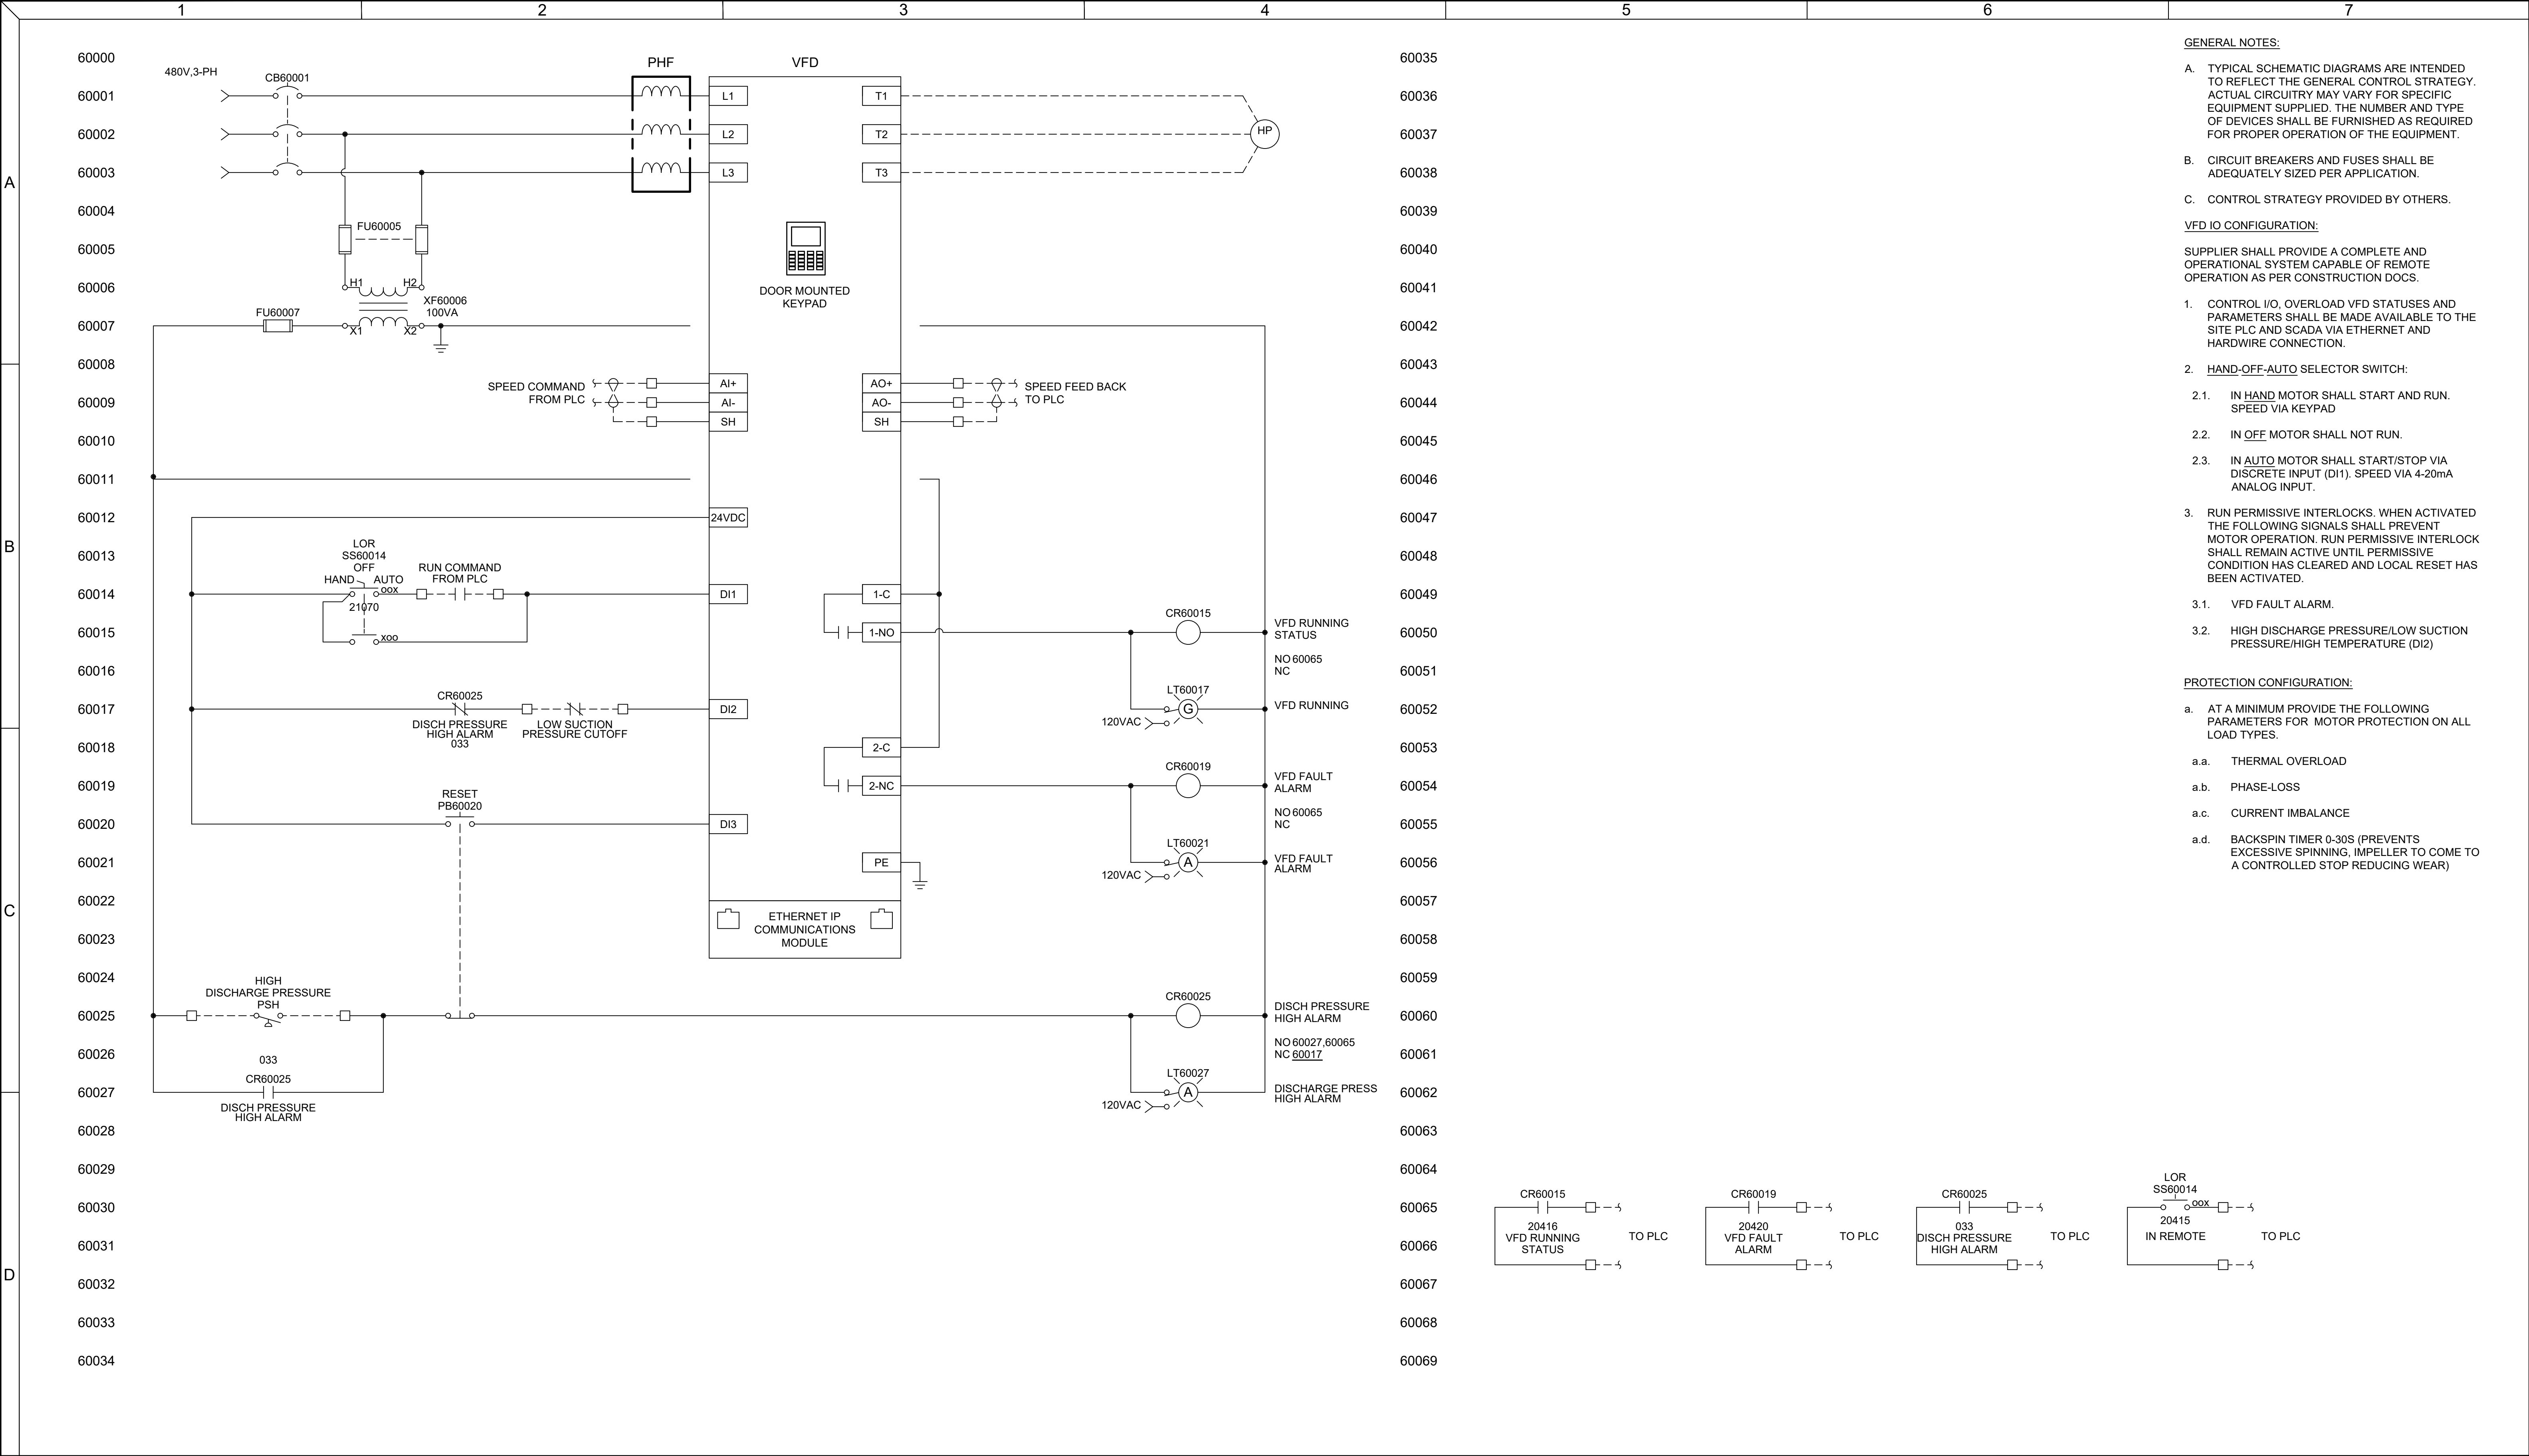 1 2 3 4 5 6 7
A
B
C
D
60000
60001
60002
60003
60004
60005
60006
60007
60008
60009
60010
60011
60012
60013
60014
60015
60016
60017
60018
60019
60020
60021
60022
60023
60024
60025
60026
60027
60028
60029
60030
60031
60032
60033
60034
480V,3-PH
CB60001
PHF
VFD
L1
L2
L3
T1
T2
T3
HP
FU60005
H1 H2
XF60006
100VA
FU60007
X1 X2
DOOR MOUNTED
KEYPAD
SPEED COMMAND
FROM PLC
AI+
AI-
SH
AO+
AO-
SH
SPEED FEED BACK
TO PLC
24VDC
LOR
SS60014
OFF
HAND AUTO
oox
21070
xoo
RUN COMMAND
FROM PLC
DI1
1-C
1-NO
CR60015
VFD RUNNING
STATUS
NO 60065
NC
LT60017
G
120VAC
VFD RUNNING
CR60025
DISCH PRESSURE
HIGH ALARM
033
LOW SUCTION
PRESSURE CUTOFF
DI2
2-C
2-NC
CR60019
VFD FAULT
ALARM
NO 60065
NC
RESET
PB60020
DI3
LT60021
A
120VAC
VFD FAULT
ALARM
PE
ETHERNET IP
COMMUNICATIONS
MODULE
HIGH
DISCHARGE PRESSURE
PSH
CR60025
DISCH PRESSURE
HIGH ALARM
NO 60027,60065
NC 60017
033
CR60025
DISCH PRESSURE
HIGH ALARM
LT60027
A
120VAC
DISCHARGE PRESS
HIGH ALARM
60035
60036
60037
60038
60039
60040
60041
60042
60043
60044
60045
60046
60047
60048
60049
60050
60051
60052
60053
60054
60055
60056
60057
60058
60059
60060
60061
60062
60063
60064
60065
60066
60067
60068
60069
CR60015
20416
VFD RUNNING
STATUS
TO PLC
CR60019
20420
VFD FAULT
ALARM
TO PLC
CR60025
033
DISCH PRESSURE
HIGH ALARM
TO PLC
LOR
SS60014
oox
20415
IN REMOTE
TO PLC
GENERAL NOTES:
A. TYPICAL SCHEMATIC DIAGRAMS ARE INTENDED
TO REFLECT THE GENERAL CONTROL STRATEGY.
ACTUAL CIRCUITRY MAY VARY FOR SPECIFIC
EQUIPMENT SUPPLIED. THE NUMBER AND TYPE
OF DEVICES SHALL BE FURNISHED AS REQUIRED
FOR PROPER OPERATION OF THE EQUIPMENT.
B. CIRCUIT BREAKERS AND FUSES SHALL BE
ADEQUATELY SIZED PER APPLICATION.
C. CONTROL STRATEGY PROVIDED BY OTHERS.
VFD IO CONFIGURATION:
SUPPLIER SHALL PROVIDE A COMPLETE AND
OPERATIONAL SYSTEM CAPABLE OF REMOTE
OPERATION AS PER CONSTRUCTION DOCS.
1. CONTROL I/O, OVERLOAD VFD STATUSES AND
PARAMETERS SHALL BE MADE AVAILABLE TO THE
SITE PLC AND SCADA VIA ETHERNET AND
HARDWIRE CONNECTION.
2. HAND-OFF-AUTO SELECTOR SWITCH:
2.1. IN HAND MOTOR SHALL START AND RUN.
SPEED VIA KEYPAD
2.2. IN OFF MOTOR SHALL NOT RUN.
2.3. IN AUTO MOTOR SHALL START/STOP VIA
DISCRETE INPUT (DI1). SPEED VIA 4-20mA
ANALOG INPUT.
3. RUN PERMISSIVE INTERLOCKS. WHEN ACTIVATED
THE FOLLOWING SIGNALS SHALL PREVENT
MOTOR OPERATION. RUN PERMISSIVE INTERLOCK
SHALL REMAIN ACTIVE UNTIL PERMISSIVE
CONDITION HAS CLEARED AND LOCAL RESET HAS
BEEN ACTIVATED.
3.1. VFD FAULT ALARM.
3.2. HIGH DISCHARGE PRESSURE/LOW SUCTION
PRESSURE/HIGH TEMPERATURE (DI2)
PROTECTION CONFIGURATION:
a. AT A MINIMUM PROVIDE THE FOLLOWING
PARAMETERS FOR MOTOR PROTECTION ON ALL
LOAD TYPES.
a.a. THERMAL OVERLOAD
a.b. PHASE-LOSS
a.c. CURRENT IMBALANCE
a.d. BACKSPIN TIMER 0-30S (PREVENTS
EXCESSIVE SPINNING, IMPELLER TO COME TO
A CONTROLLED STOP REDUCING WEAR)